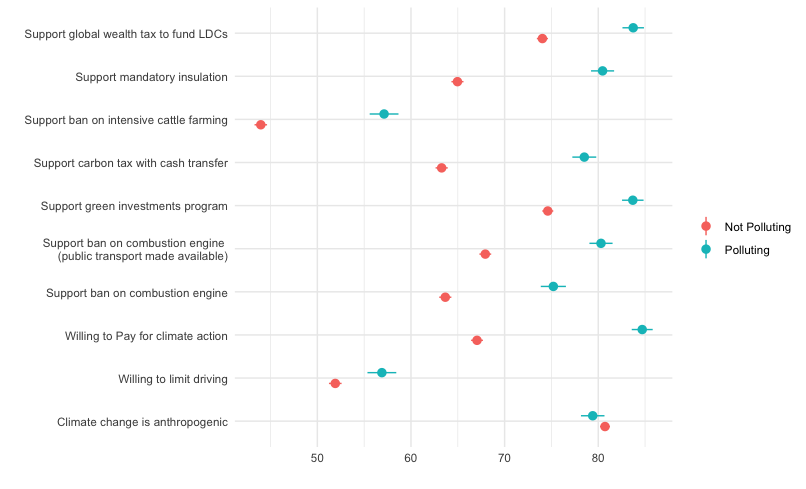 Support global wealth tax to fund LDCs
Support mandatory insulation
Support ban on intensive cattle farming
Support carbon tax with cash transfer
Support green investments program
Support ban on combustion engine
(public transport made available)
Support ban on combustion engine
Willing to Pay for climate action
Willing to limit driving
Climate change is anthropogenic
50 60 70 80
Not Polluting
Polluting